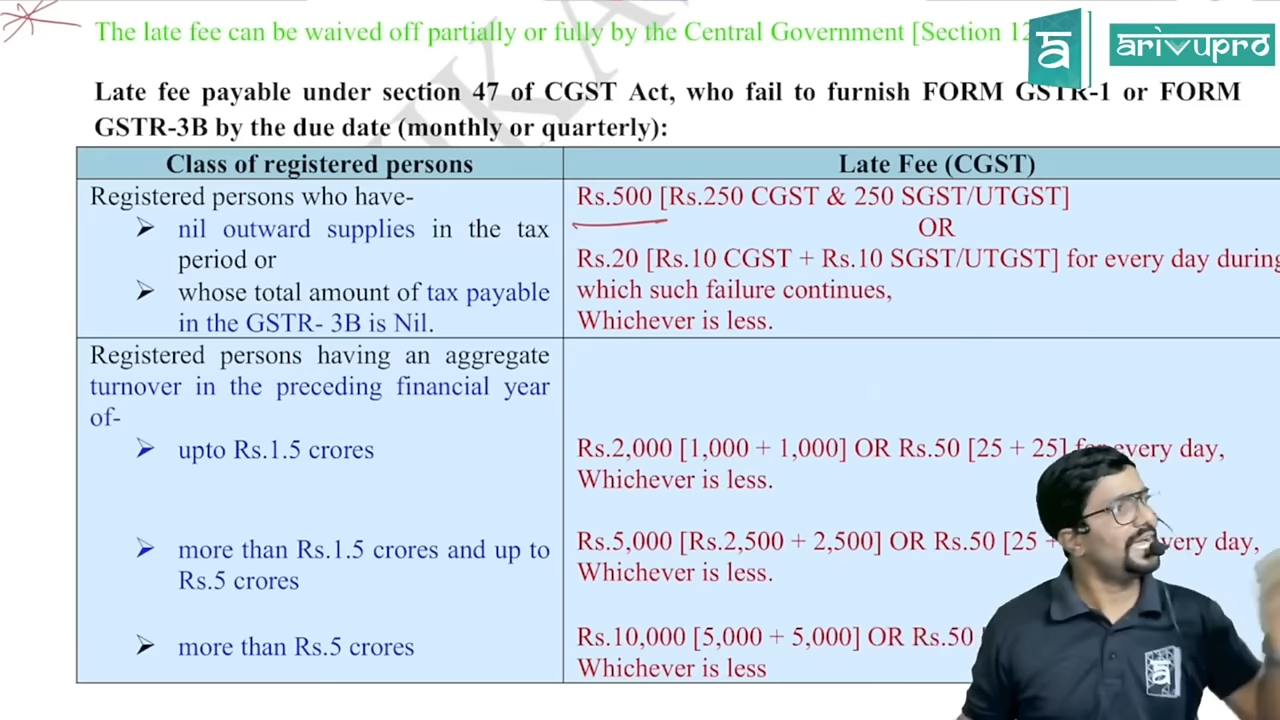 The late fee can be waived off partially or fully by the Central Government [Section
arivupro
Late fee payable under section 47 of CGST Act, who fail to furnish FORM GSTR-1 or FORM
GSTR-3B by the due date (monthly or quarterly):
Class of registered persons
Late Fee (CGST)
Registered persons who have-
➢ nil outward supplies in the tax
period or
➢ whose total amount of tax payable
in the GSTR- 3B is Nil.
Rs.500 [Rs.250 CGST & 250 SGST/UTGST]
OR
Rs.20 [Rs.10 CGST + Rs.10 SGST/UTGST] for every day during
which such failure continues,
Whichever is less.
Registered persons having an aggregate
turnover in the preceding financial year
of-
➢ upto Rs.1.5 crores
Rs.2,000 [1,000 + 1,000] OR Rs.50 [25 + 25] for every day,
Whichever is less.
➢ more than Rs.1.5 crores and up to
Rs.5 crores
Rs.5,000 [Rs.2,500 + 2,500] OR Rs.50 [25 + every day,
Whichever is less.
➢ more than Rs.5 crores
Rs.10,000 [5,000 + 5,000] OR Rs.50
Whichever is less